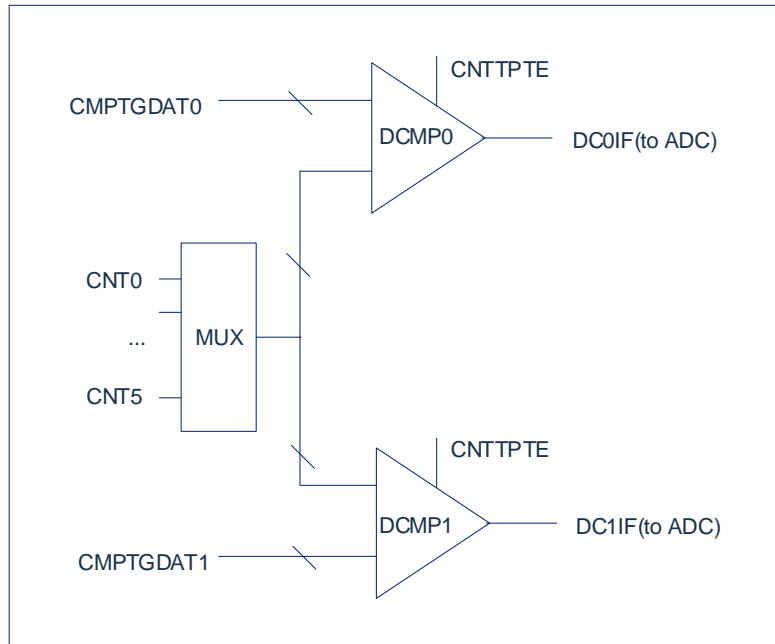 CNTTPTE
CMPTGDAT0
DCMP0
DC0IF(to ADC)
CNT0
...
MUX
CNT5
CNTTPTE
DCMP1
DC1IF(to ADC)
CMPTGDAT1